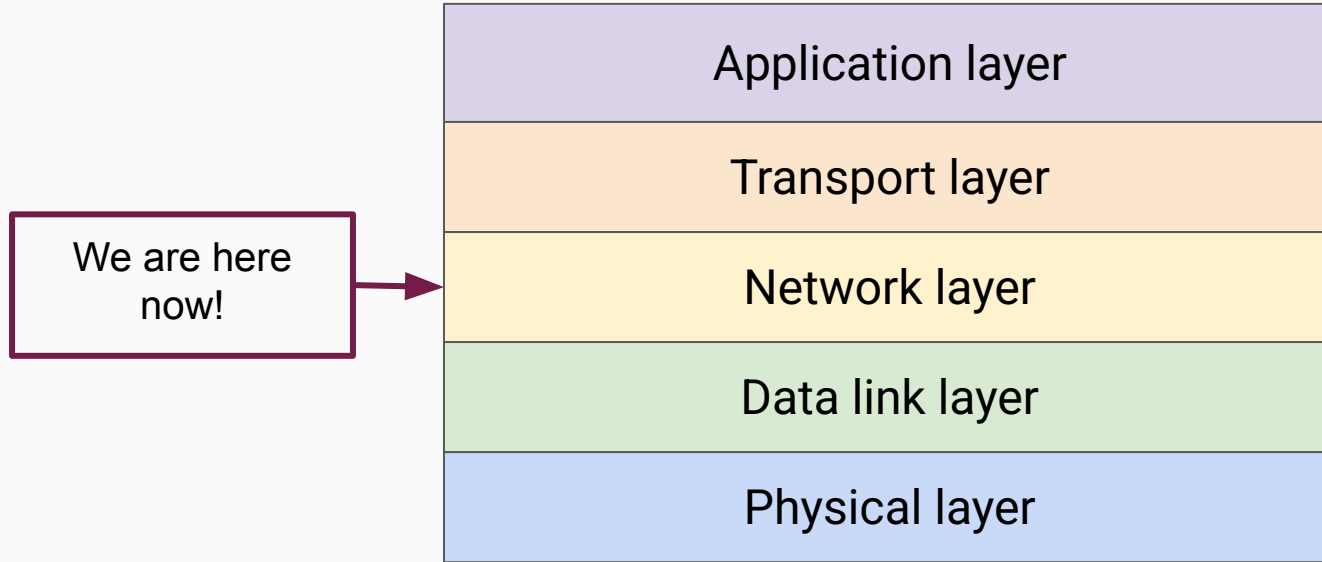 Application layer
Transport layer
We are here
now!
Network layer
Data link layer
Physical layer